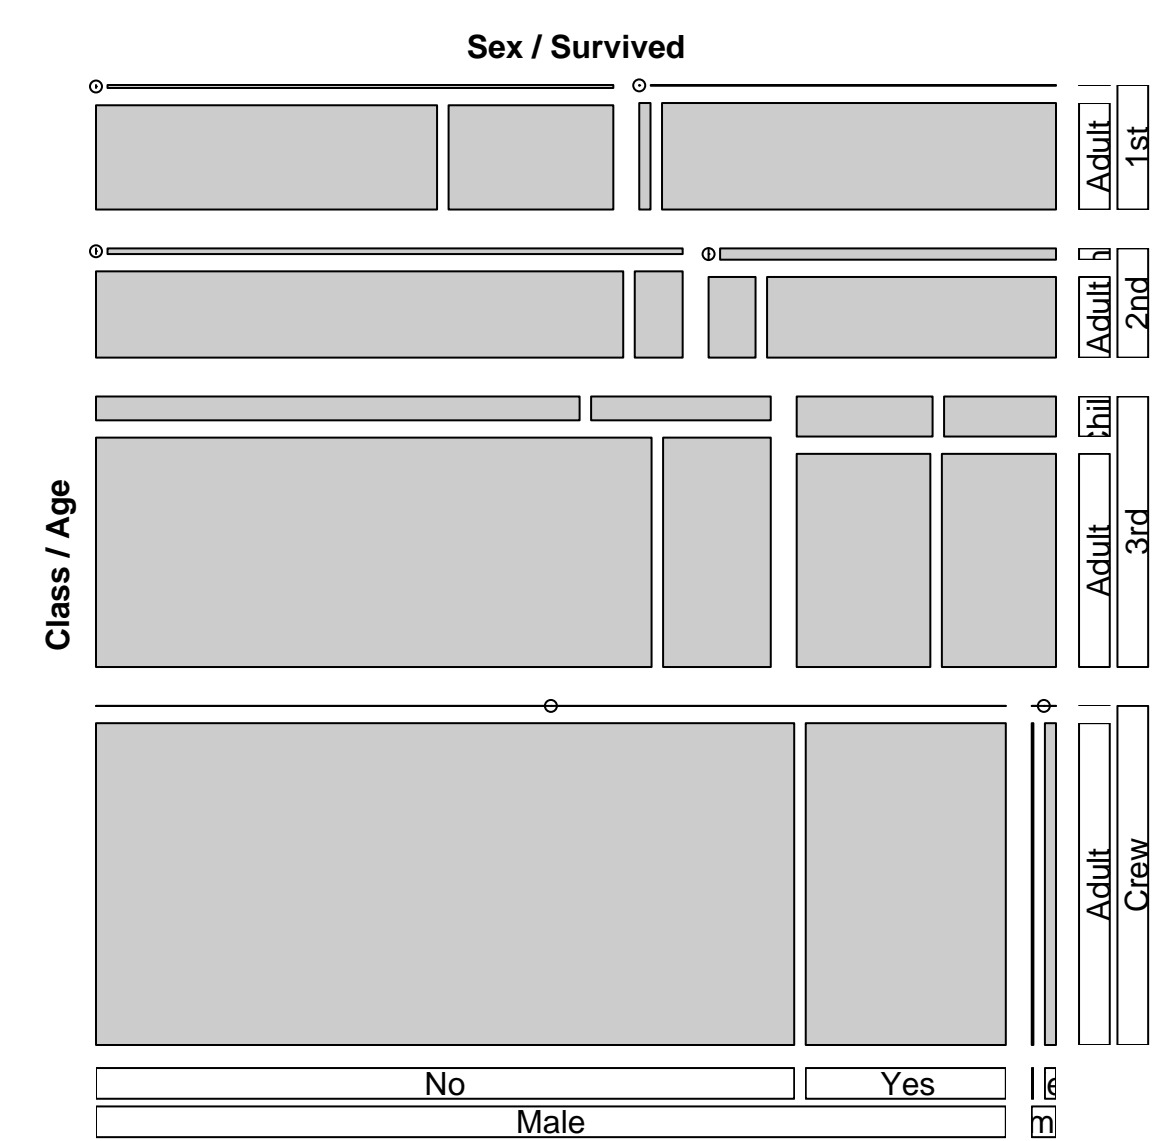 Sex / Survived
Adult
1st
Adult
2nd
Class / Age
Adult
3rd
Adult
Crew
No
Yes
Male